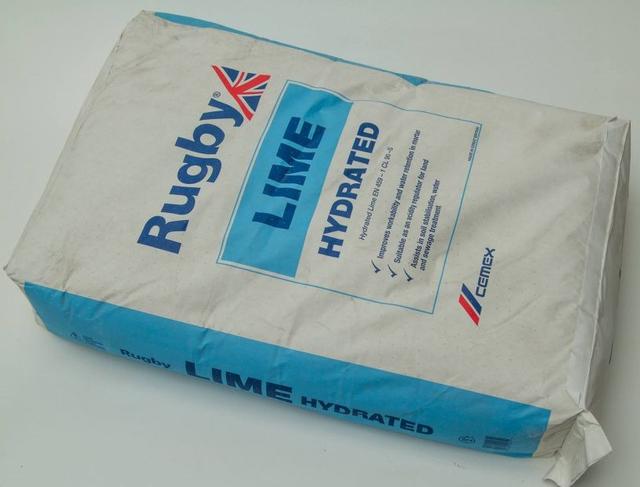 Rugby®
LIME
HYDRATED
Hydrated Lime EN 459 - 1 CL 90 -S
Improves workability and water retention in mortar
Suitable as an acidity regulator for land
Assists in soil stabilisation, water
and sewage treatment
CEMEX
Rugby LIME HYDRATED